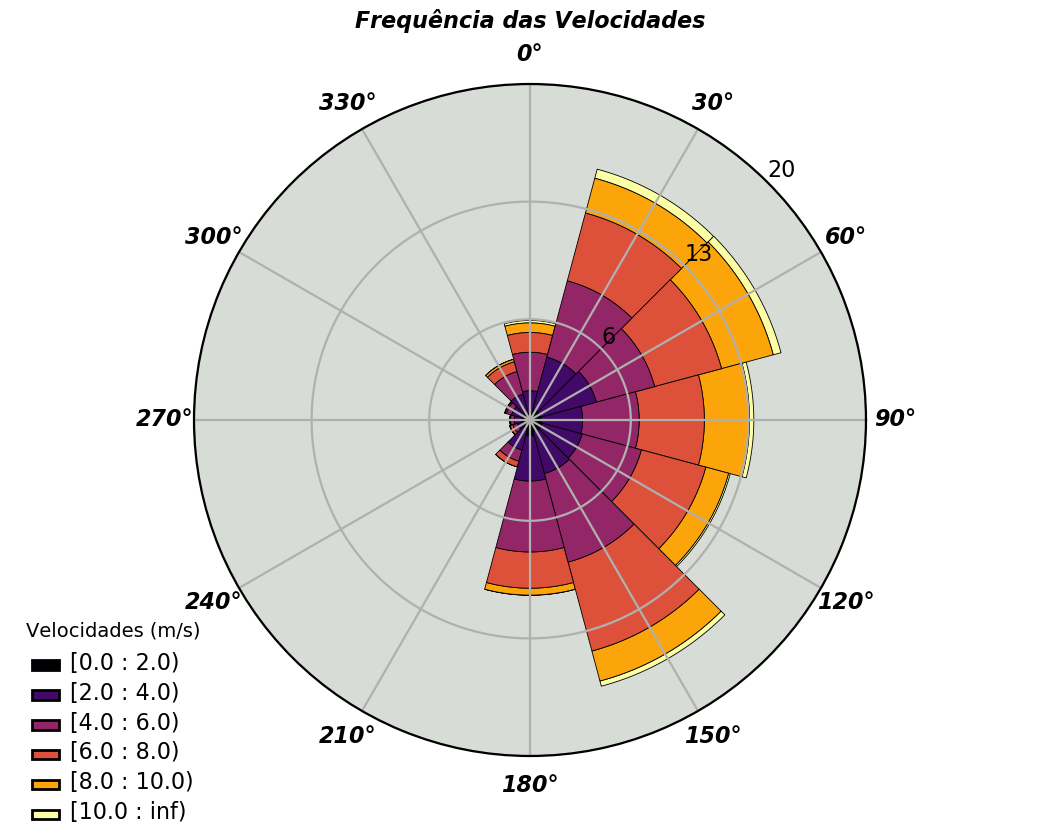 Frequência das Velocidades
0°
330°
30°
20
300°
60°
13
6
270°
90°
240°
120°
210°
150°
180°
Velocidades (m/s)
[0.0 : 2.0)
[2.0 : 4.0)
[4.0 : 6.0)
[6.0 : 8.0)
[8.0 : 10.0)
[10.0 : inf)